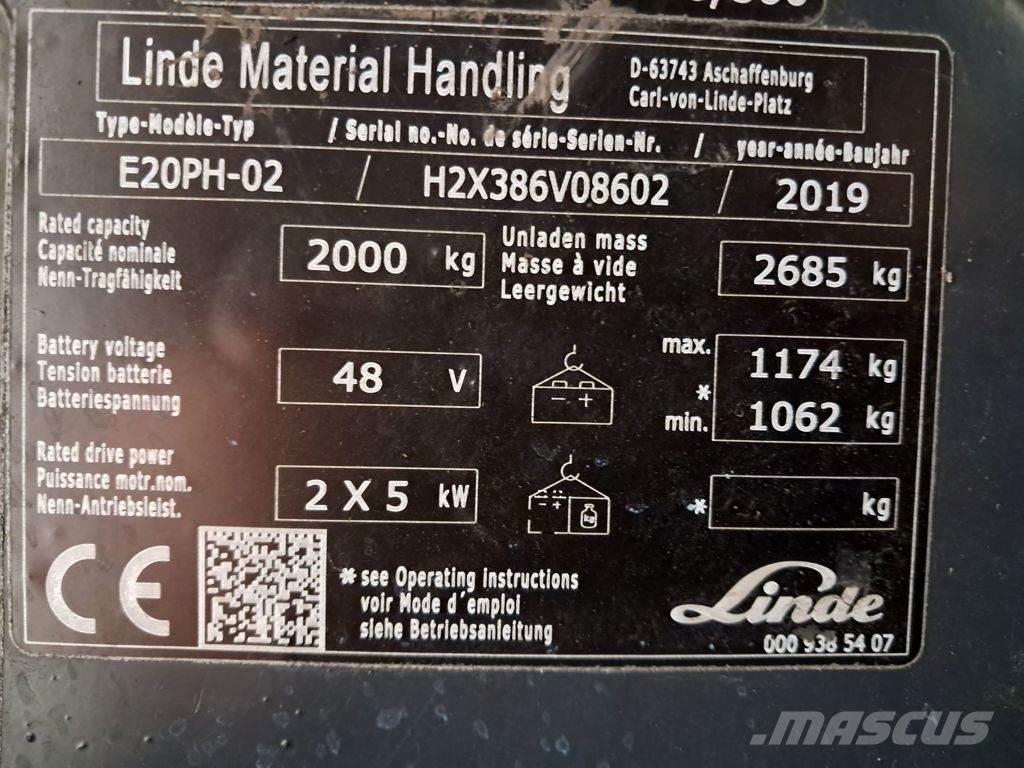 Linde Material Handling
D-63743 Aschaffenburg
Carl-von-Linde-Platz
Type-Modèle-Typ / Serial no.-No. de série-Serien-Nr. / year-année-Baujahr
E20PH-02 / H2X386V08602 / 2019
Rated capacity
Capacité nominale
Nenn-Tragfähigkeit
2000 kg
Unladen mass
Masse à vide
Leergewicht
2685 kg
Battery voltage
Tension batterie
Batteriespannung
48 V
- +
max. 1174 kg
*
min. 1062 kg
Rated drive power
Puissance motr.nom.
Nenn-Antriebsleist.
2 X 5 kW
- + kg
* kg
CE
* see Operating instructions
voir Mode d'emploi
siehe Betriebsanleitung
Linde
000 938 54 07
MASCUS